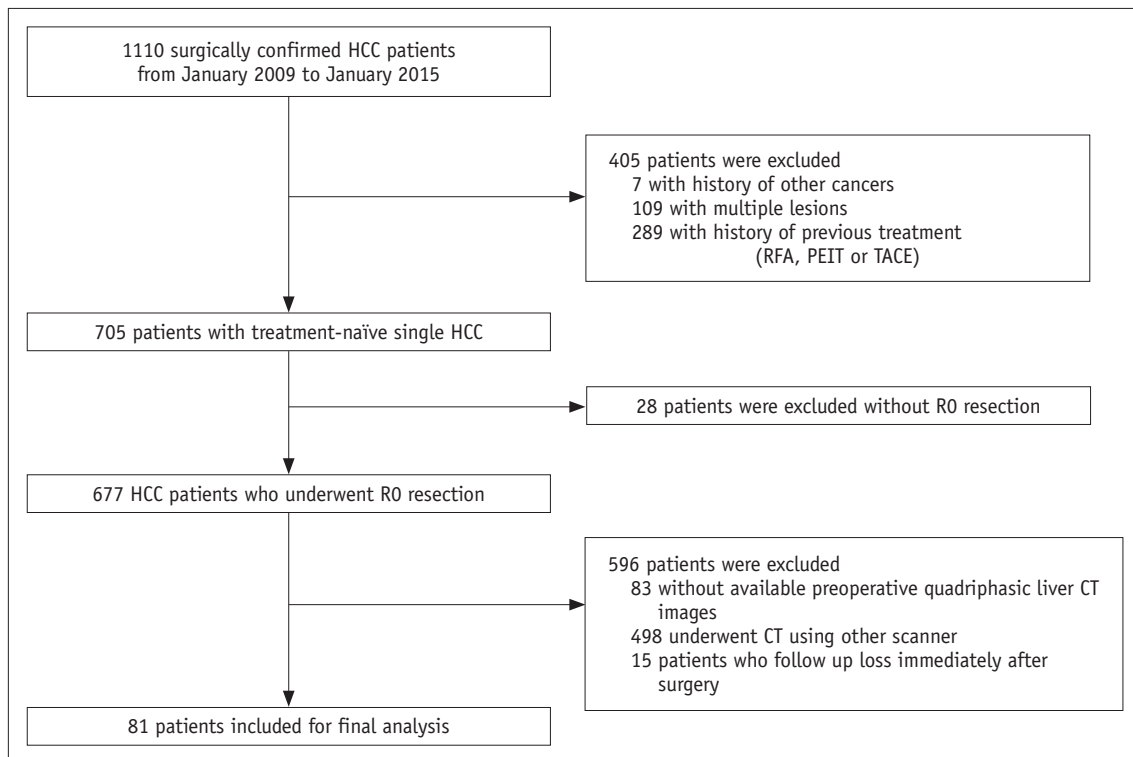 1110 surgically confirmed HCC patients
from January 2009 to January 2015
405 patients were excluded
7 with history of other cancers
109 with multiple lesions
289 with history of previous treatment
(RFA, PEIT or TACE)
705 patients with treatment-naïve single HCC
28 patients were excluded without R0 resection
677 HCC patients who underwent R0 resection
596 patients were excluded
83 without available preoperative quadriphasic liver CT
images
498 underwent CT using other scanner
15 patients who follow up loss immediately after
surgery
81 patients included for final analysis